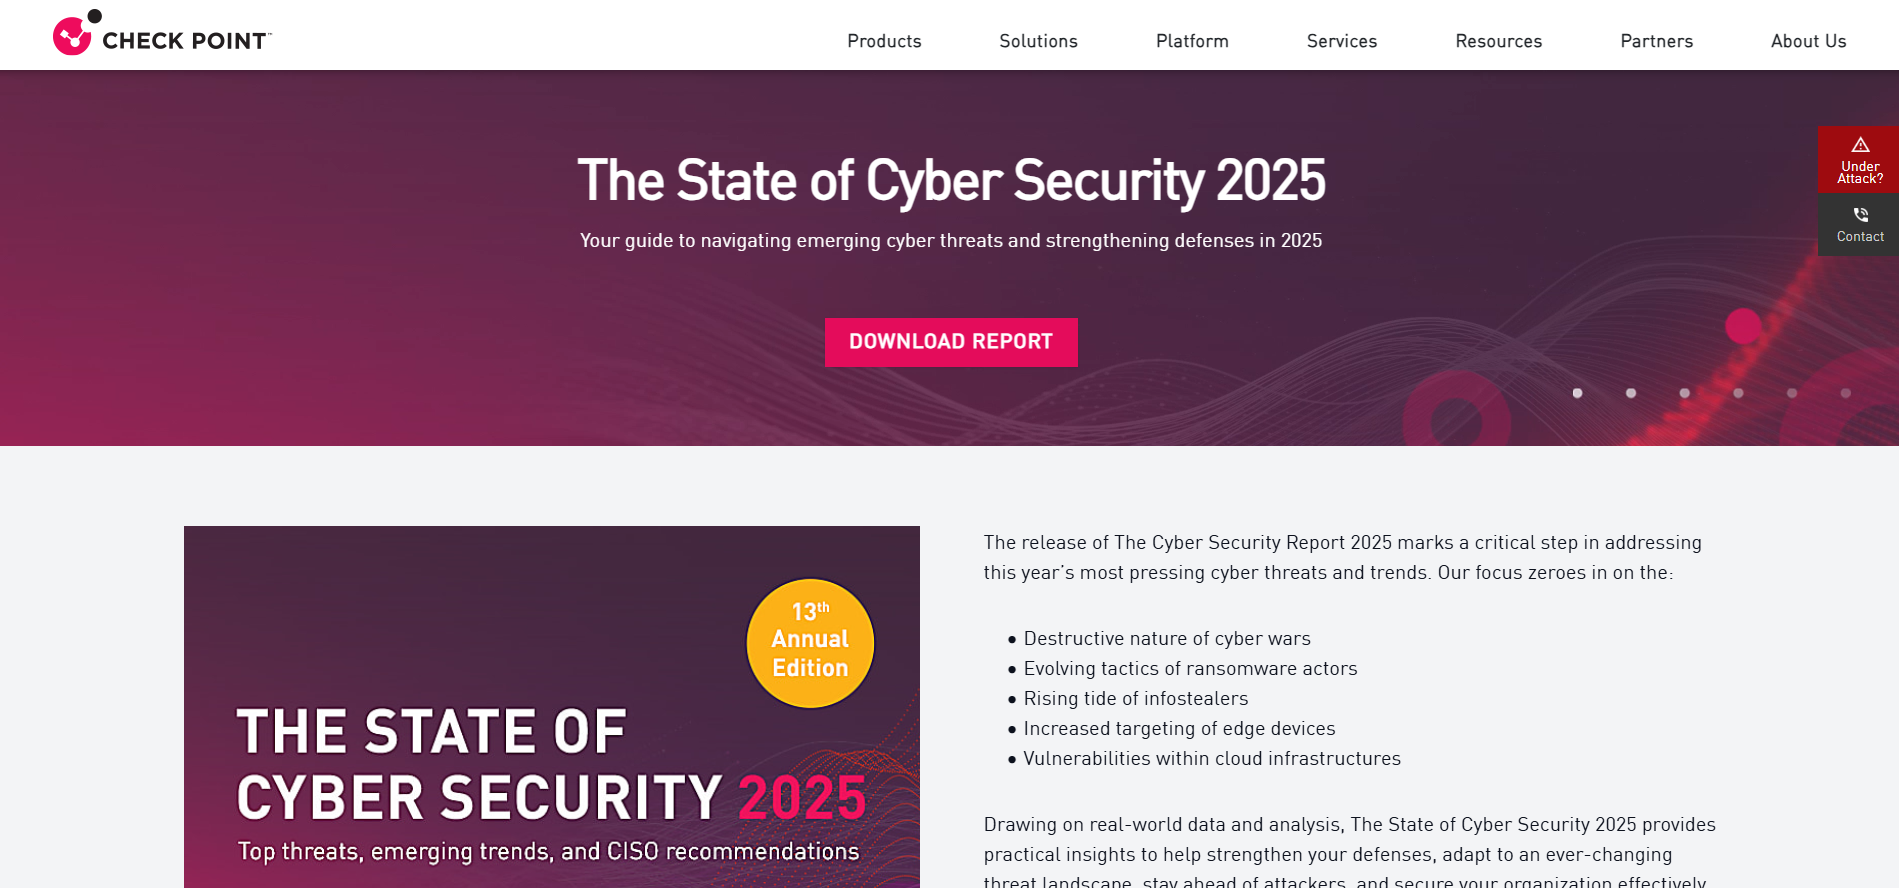 CHECK POINT™
Products Solutions Platform Services Resources Partners About Us
The State of Cyber Security 2025
Your guide to navigating emerging cyber threats and strengthening defenses in 2025
DOWNLOAD REPORT
Under
Attack?
Contact
13th
Annual
Edition
THE STATE OF
CYBER SECURITY 2025
Top threats, emerging trends, and CISO recommendations
The release of The Cyber Security Report 2025 marks a critical step in addressing
this year’s most pressing cyber threats and trends. Our focus zeroes in on the:
● Destructive nature of cyber wars
● Evolving tactics of ransomware actors
● Rising tide of infostealers
● Increased targeting of edge devices
● Vulnerabilities within cloud infrastructures
Drawing on real-world data and analysis, The State of Cyber Security 2025 provides
practical insights to help strengthen your defenses, adapt to an ever-changing
threat landscape, stay ahead of attackers, and secure your organization effectively